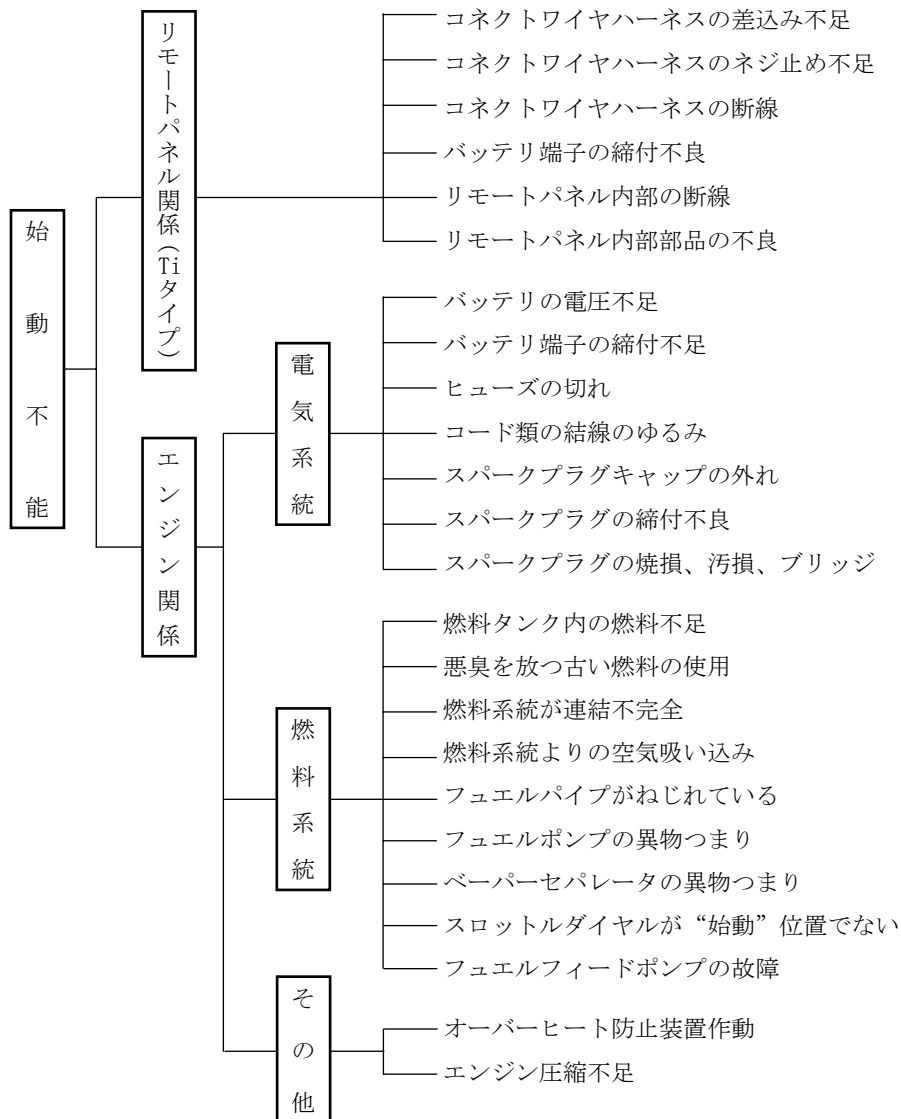 始動不能
リモートパネル関係（Tiタイプ）
コネクトワイヤハーネスの差込み不足
コネクトワイヤハーネスのネジ止め不足
コネクトワイヤハーネスの断線
バッテリ端子の締付不良
リモートパネル内部の断線
リモートパネル内部部品の不良
エンジン関係
電気系統
バッテリの電圧不足
バッテリ端子の締付不足
ヒューズの切れ
コード類の結線のゆるみ
スパークプラグキャップの外れ
スパークプラグの締付不良
スパークプラグの焼損、汚損、ブリッジ
燃料系統
燃料タンク内の燃料不足
悪臭を放つ古い燃料の使用
燃料系統が連結不完全
燃料系統よりの空気吸い込み
フュエルパイプがねじれている
フュエルポンプの異物つまり
ベーパーセパレータの異物つまり
スロットルダイヤルが“始動”位置でない
フュエルフィードポンプの故障
その他
オーバーヒート防止装置作動
エンジン圧縮不足